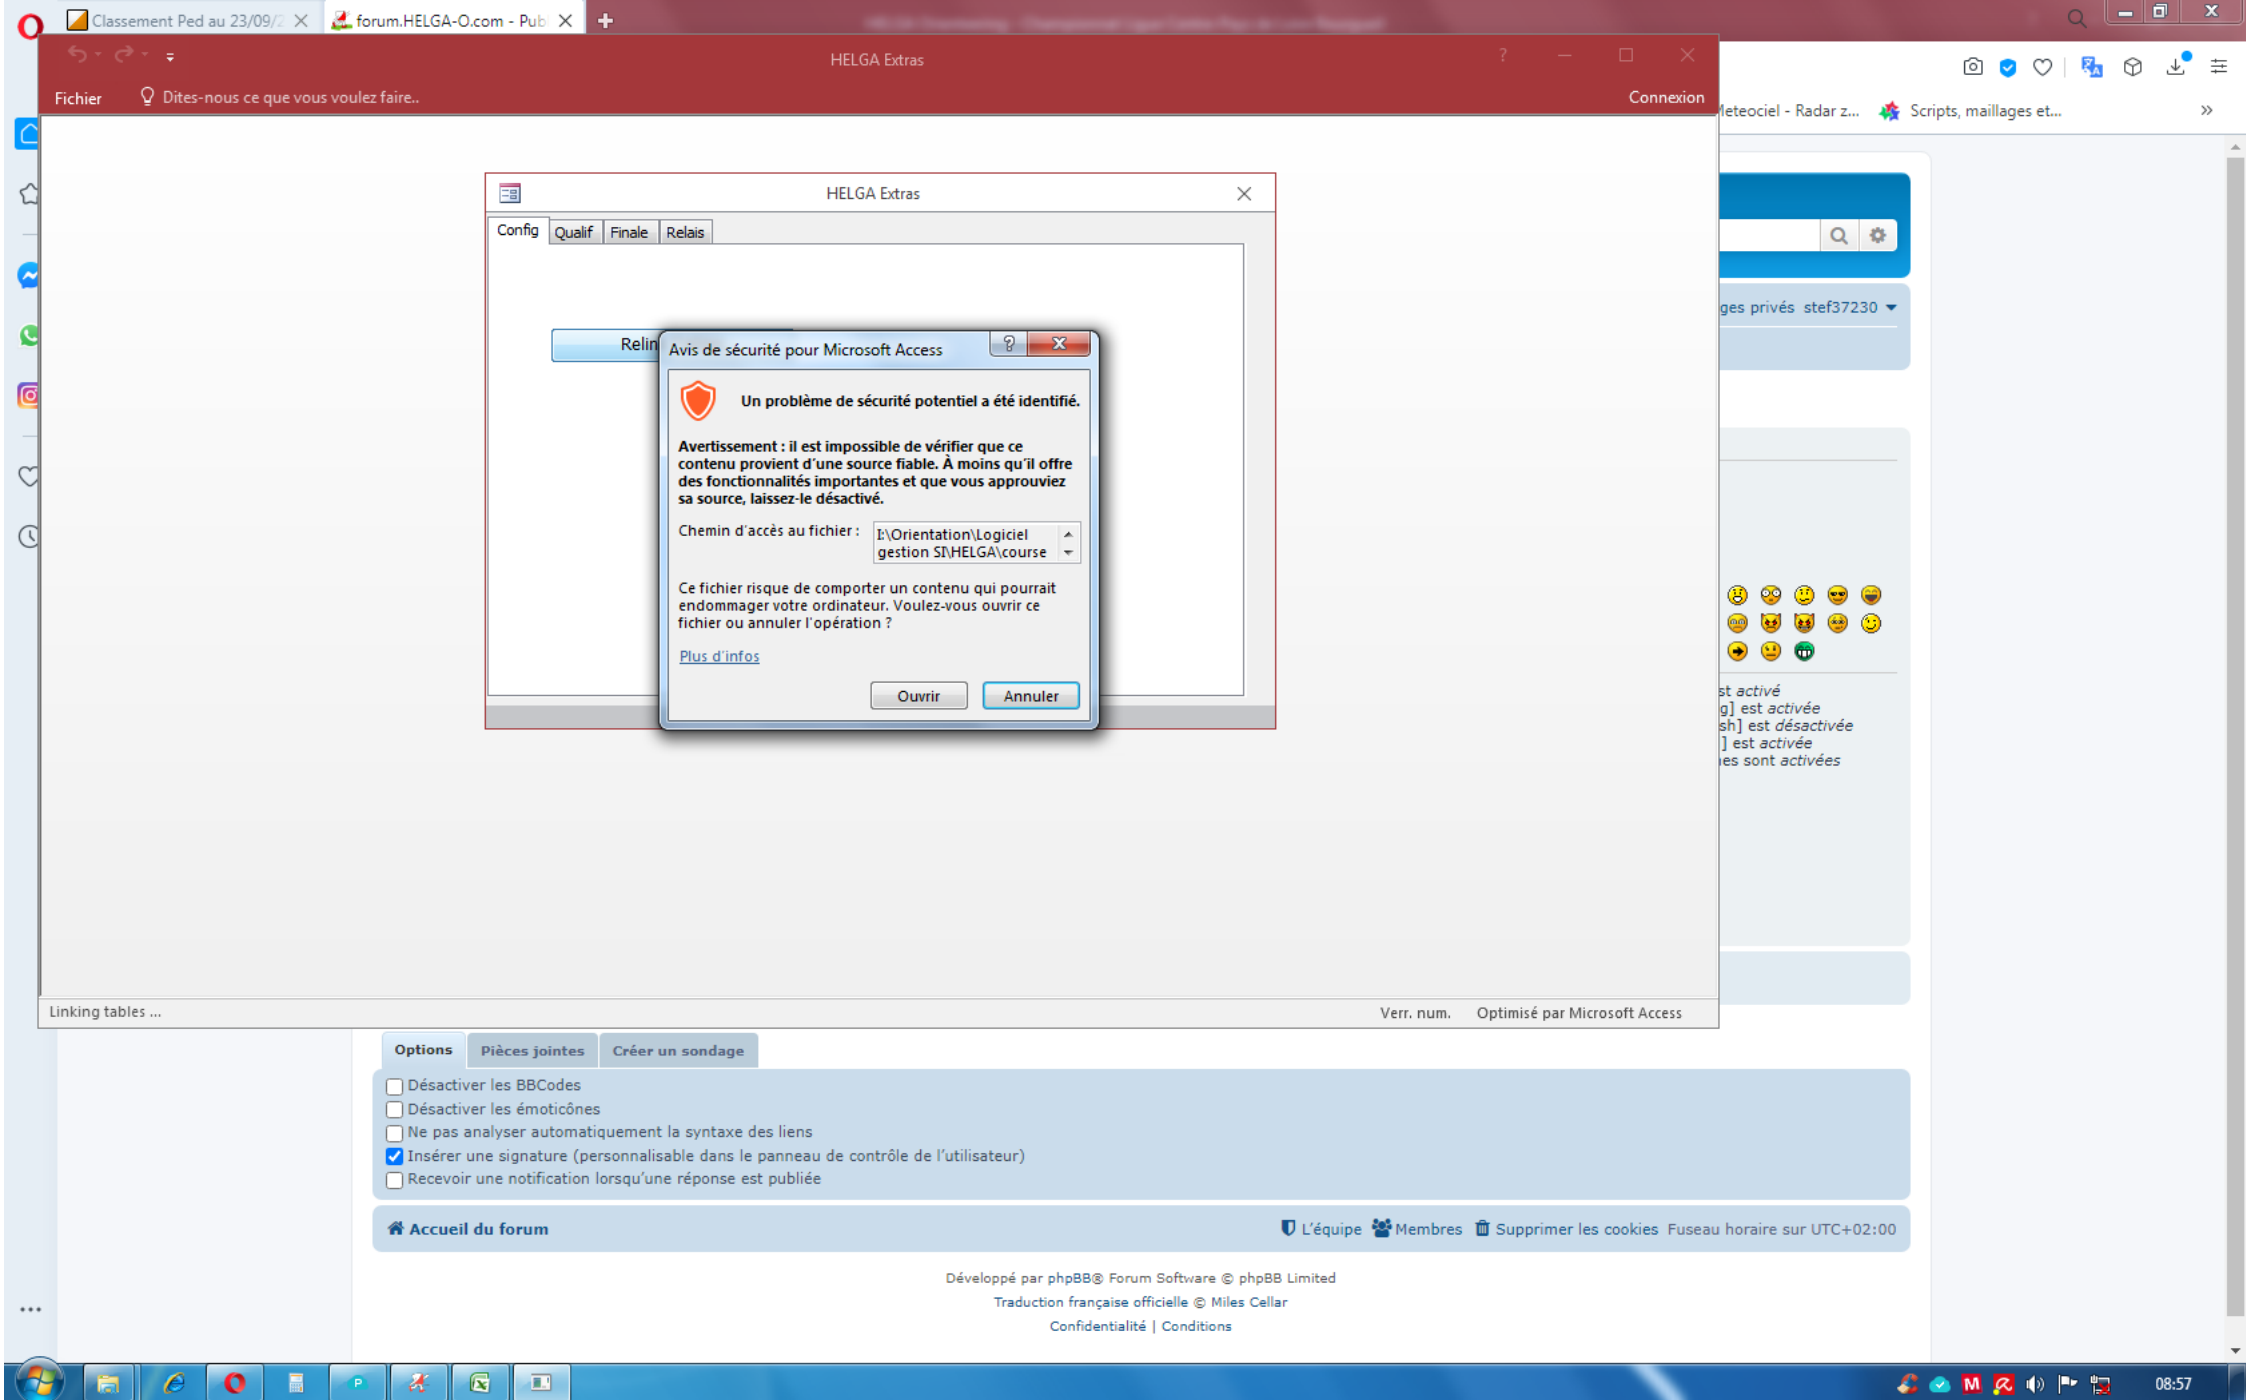 Classement Ped au 23/09/2
forum.HELGA-O.com - Pub
HELGA Extras
Fichier
Dites-nous ce que vous voulez faire..
Connexion
Meteociel - Radar z...
Scripts, maillages et...
HELGA Extras
Config
Qualif
Finale
Relais
ges privés stef37230
Relin
Avis de sécurité pour Microsoft Access
Un problème de sécurité potentiel a été identifié.
Avertissement : il est impossible de vérifier que ce
contenu provient d'une source fiable. À moins qu'il offre
des fonctionnalités importantes et que vous approuviez
sa source, laissez-le désactivé.
Chemin d'accès au fichier :
I:\Orientation\Logiciel
gestion SI\HELGA\course
Ce fichier risque de comporter un contenu qui pourrait
endommager votre ordinateur. Voulez-vous ouvrir ce
fichier ou annuler l'opération ?
Plus d'infos
Ouvrir
Annuler
st activé
g] est activée
sh] est désactivée
] est activée
es sont activées
Linking tables ...
Verr. num.
Optimisé par Microsoft Access
Options
Pièces jointes
Créer un sondage
Désactiver les BBCodes
Désactiver les émoticônes
Ne pas analyser automatiquement la syntaxe des liens
Insérer une signature (personnalisable dans le panneau de contrôle de l'utilisateur)
Recevoir une notification lorsqu'une réponse est publiée
Accueil du forum
L'équipe Membres Supprimer les cookies Fuseau horaire sur UTC+02:00
Développé par phpBB® Forum Software © phpBB Limited
Traduction française officielle © Miles Cellar
Confidentialité | Conditions
08:57